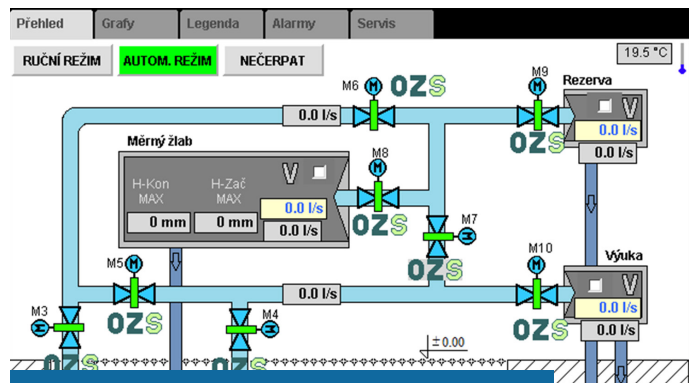 Přehled
Grafy
Legenda
Alarmy
Servis
RUČNÍ REŽIM
AUTOM. REŽIM
NEČERPAT
19.5 °C
M6
OZS
M9
Rezerva
0.0 l/s
V
0.0 l/s
OZS
0.0 l/s
Měrný žlab
M8
V
H-Kon
MAX
H-Zač
MAX
0.0 l/s
0 mm
0 mm
0.0 l/s
OZS
M7
OZS
M5
M10
Výuka
V
0.0 l/s
0.0 l/s
M3
OZS
M4
OZS
0.0 l/s
± 0.00
OZS
OZS